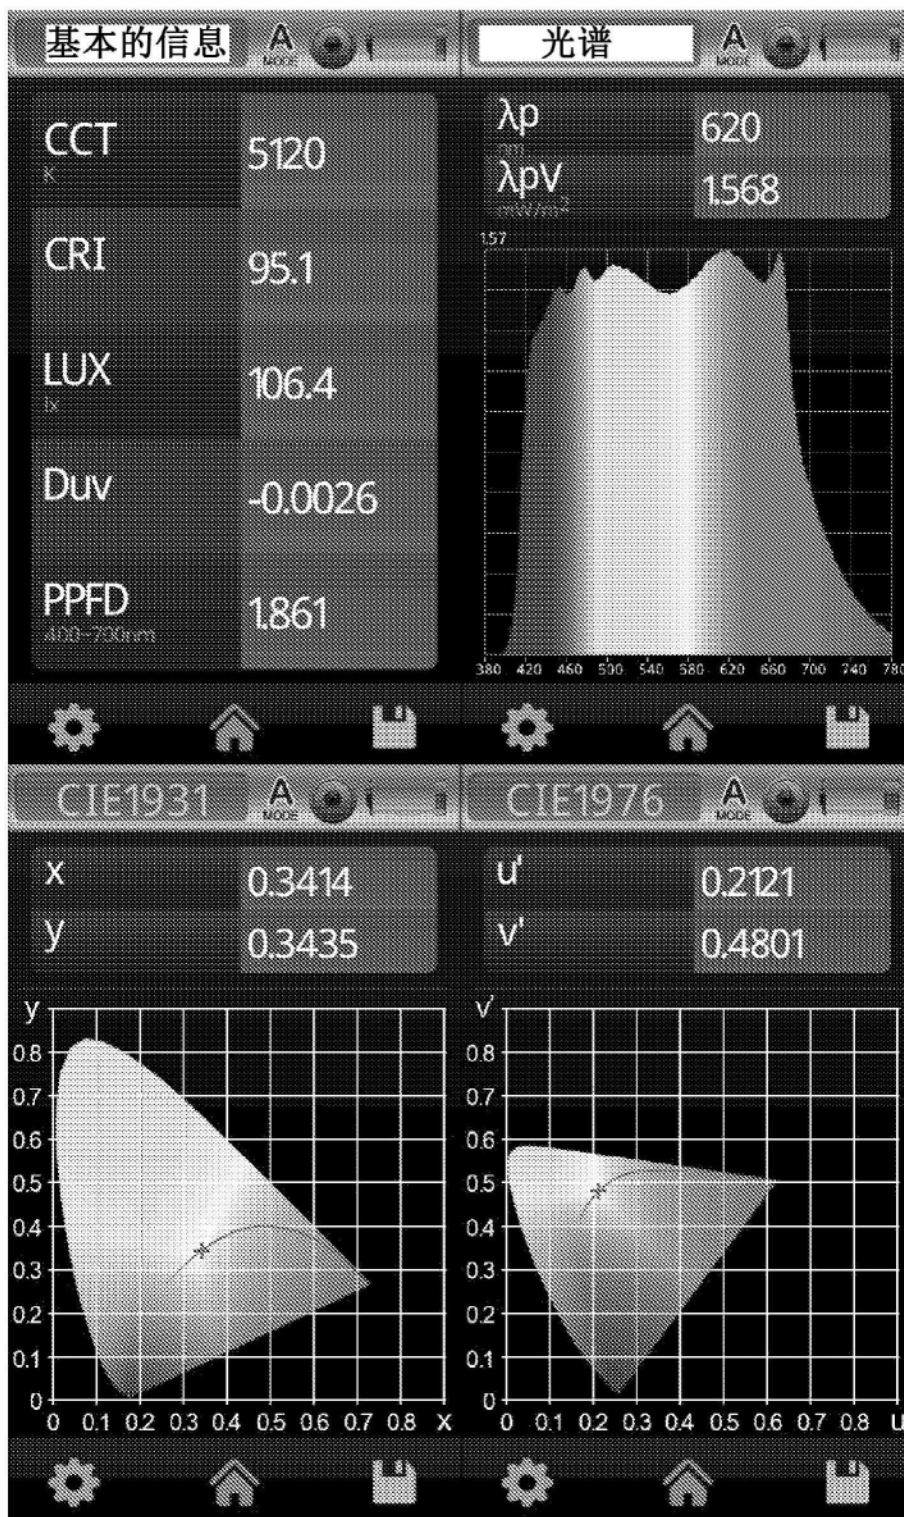 基本的信息
A
MODE
CCT
K
5120
CRI
95.1
LUX
lx
106.4
Duv
-0.0026
PPFD
400~700nm
1.861
光谱
A
MODE
λp
nm
620
λpV
mW/m²
1.568
1.57
380 420 460 500 540 580 620 660 700 740 780
CIE1931
A
MODE
x
0.3414
y
0.3435
y
0.8
0.7
0.6
0.5
0.4
0.3
0.2
0.1
0
0 0.1 0.2 0.3 0.4 0.5 0.6 0.7 0.8 x
CIE1976
A
MODE
u'
0.2121
v'
0.4801
v'
0.8
0.7
0.6
0.5
0.4
0.3
0.2
0.1
0
0 0.1 0.2 0.3 0.4 0.5 0.6 0.7 0.8 u